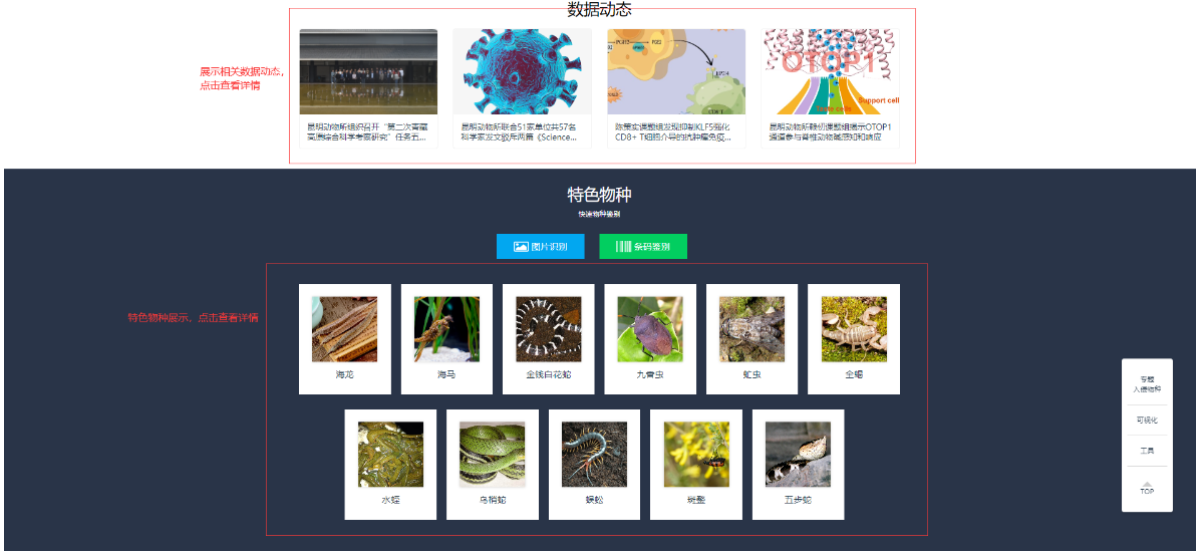 数据动态
展示相关数据动态，
点击查看详情
PGE2
OTOP1
Support cell
昆明动物所组织召开“第二次青藏
高原综合科学考察研究”任务五...
昆明动物所联合51家单位共57名
科学家发文驳斥两篇《Science...
陈策实课题组发现抑制KLF5强化
CD8+ T细胞介导的抗肿瘤免疫...
昆明动物所赖仞课题组揭示OTOP1
通道参与脊椎动物碱感知和响应
特色物种
快速物种鉴别
图片识别
条码鉴别
特色物种展示、点击查看详情
海龙
海马
金钱白花蛇
九香虫
虻虫
全蝎
水蛭
乌梢蛇
蜈蚣
斑蝥
五步蛇
专题
入侵物种
可视化
工具
TOP